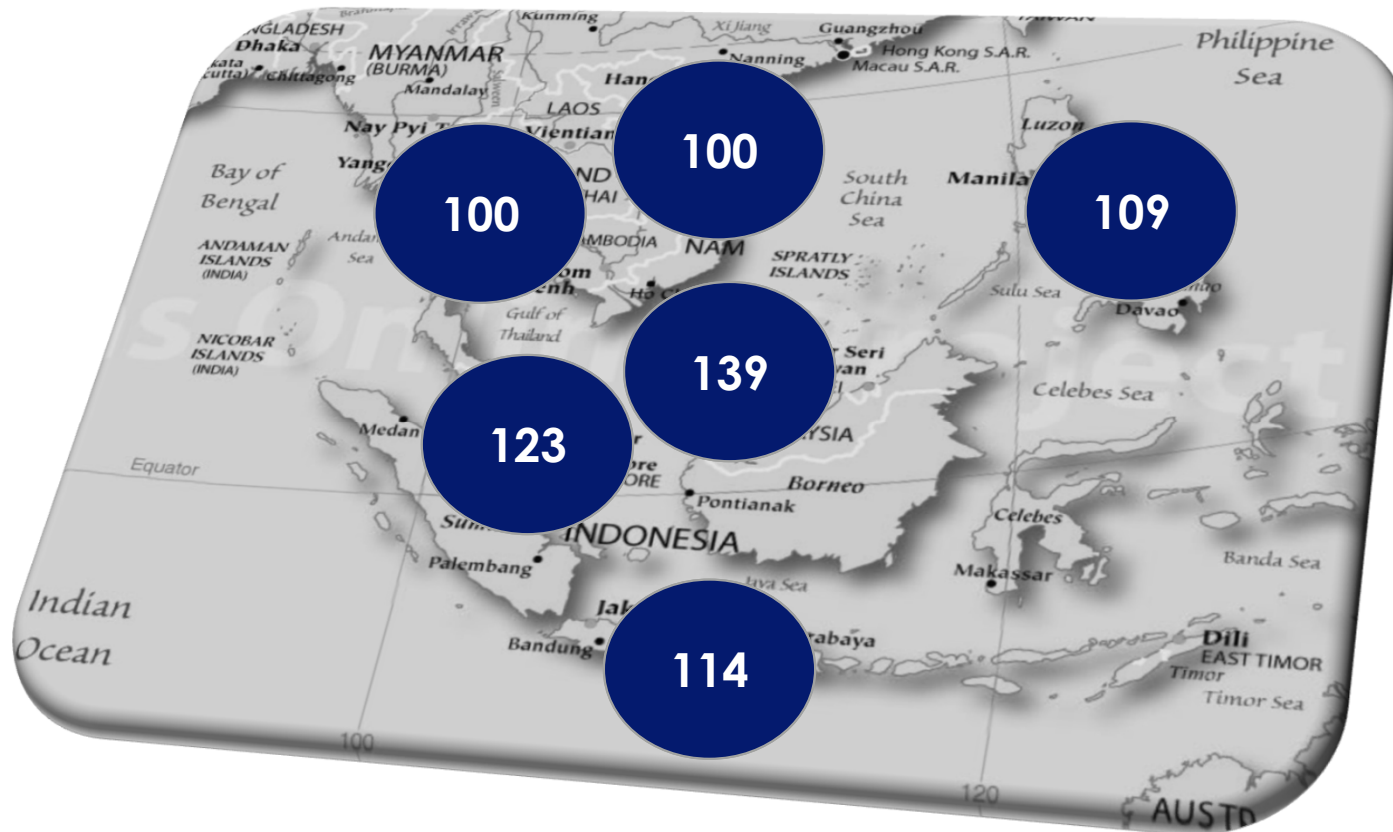 Kunming
Xi Jiang
Guangzhou
Dhaka
MYANMAR
(BURMA)
Chittagong
Mandalay
Nanning
Hong Kong S.A.R.
Macau S.A.R.
Philippine
Sea
LAOS
Nay Pyi
Luzon
Bay of
Bengal
100
100
South
China
Sea
Manila
109
ANDAMAN
ISLANDS
(INDIA)
Sea
NAM
SPRATLY
ISLANDS
Sulu Sea
Davao
Gulf of
Thailand
NICOBAR
ISLANDS
(INDIA)
139
Seri
Celebes Sea
Medan
123
Equator
Borneo
Pontianak
Celebes
INDONESIA
Palembang
Makassar
Banda Sea
Java Sea
Indian
Ocean
Bandung
114
Dili
EAST TIMOR
Timor
Timor Sea
100
120